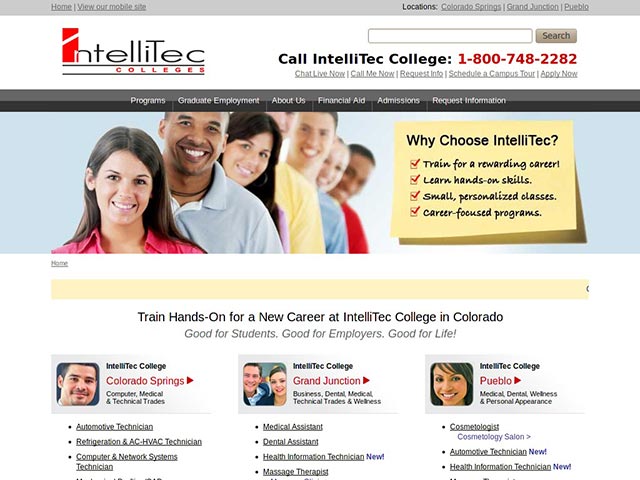 Home | View our mobile site
Locations: Colorado Springs | Grand Junction | Pueblo
IntelliTec
COLLEGES
Search
Call IntelliTec College: 1-800-748-2282
Chat Live Now | Call Me Now | Request Info | Schedule a Campus Tour | Apply Now
Programs
Graduate Employment
About Us
Financial Aid
Admissions
Request Information
Why Choose IntelliTec?
Train for a rewarding career!
Learn hands-on skills.
Small, personalized classes.
Career-focused programs.
Home
Train Hands-On for a New Career at IntelliTec College in Colorado
Good for Students. Good for Employers. Good for Life!
IntelliTec College
Colorado Springs
Computer, Medical
& Technical Trades
Automotive Technician
Refrigeration & AC-HVAC Technician
Computer & Network Systems
Technician
IntelliTec College
Grand Junction
Business, Dental, Medical,
Technical Trades & Wellness
Medical Assistant
Dental Assistant
Health Information Technician New!
Massage Therapist
IntelliTec College
Pueblo
Medical, Dental, Wellness
& Personal Appearance
Cosmetologist
Cosmetology Salon >
Automotive Technician New!
Health Information Technician New!